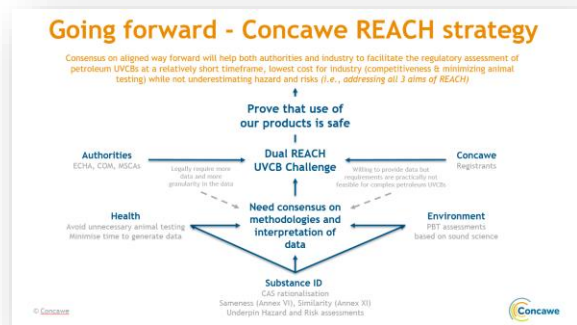 Going forward - Concawe REACH strategy
Consensus on aligned way forward will help both authorities and industry to facilitate the regulatory assessment of
petroleum UVCBs at a relatively short timeframe, lowest cost for industry (competitiveness & minimizing animal
testing) while not underestimating hazard and risks (i.e., addressing all 3 aims of REACH)
Prove that use of
our products is safe
Authorities
ECHA, COM, MSCAs
Dual REACH
UVCB Challenge
Concawe
Registrants
Legally require more
data and more
granularity in the data
Willing to provide data but
requirements are practically not
feasible for complex petroleum UVCBs
Health
Avoid unnecessary animal testing
Minimise time to generate data
Need consensus on
methodologies and
interpretation of
data
Environment
PBT assessments
based on sound science
Substance ID
CAS rationalisation
Sameness (Annex VI), Similarity (Annex XI)
Underpin Hazard and Risk assessments
© Concawe
Concawe